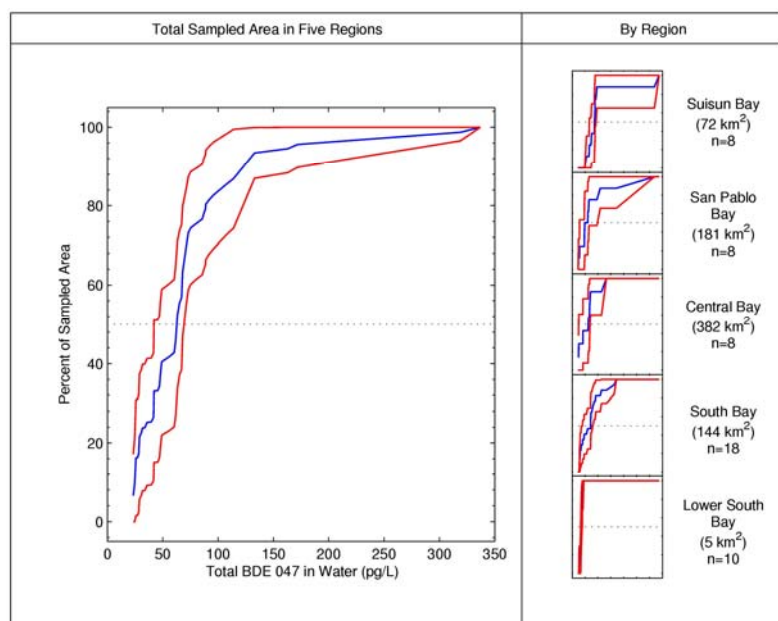 Total Sampled Area in Five Regions
By Region
Percent of Sampled Area
100
80
60
40
20
0
0
50
100
150
200
250
300
350
Total BDE 047 in Water (pg/L)
Suisun Bay
(72 km²)
n=8
San Pablo
Bay
(181 km²)
n=8
Central Bay
(382 km²)
n=8
South Bay
(144 km²)
n=18
Lower South
Bay
(5 km²)
n=10